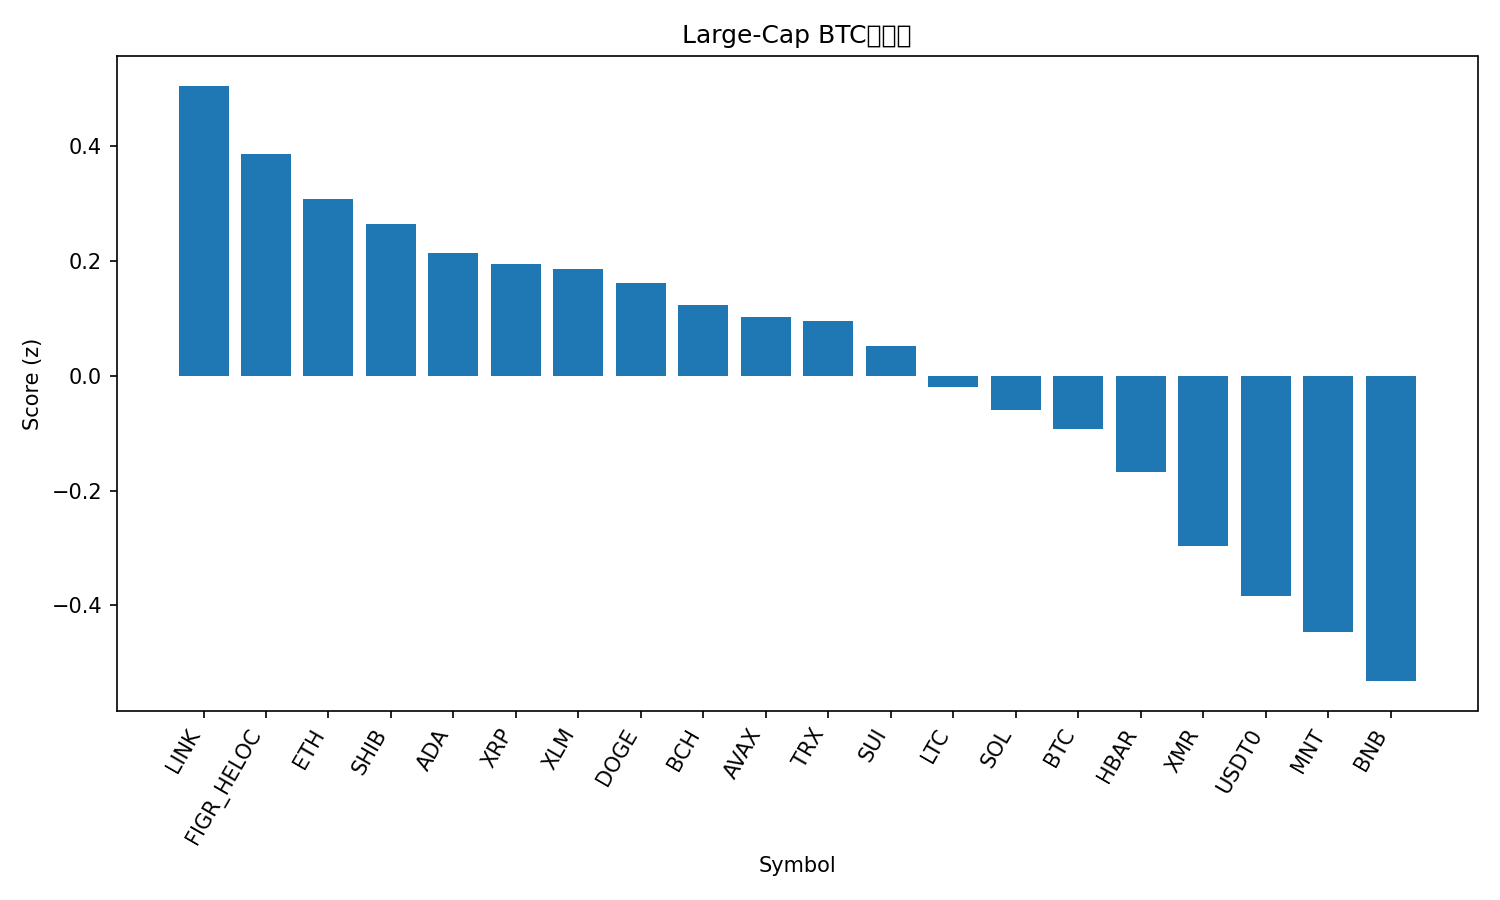 Large-Cap BTC
0.4
0.2
0.0
−0.2
−0.4
Score (z)
LINK
FIGR_HELOC
ETH
SHIB
ADA
XRP
XLM
DOGE
BCH
AVAX
TRX
SUI
LTC
SOL
BTC
HBAR
XMR
USDT0
MNT
BNB
Symbol